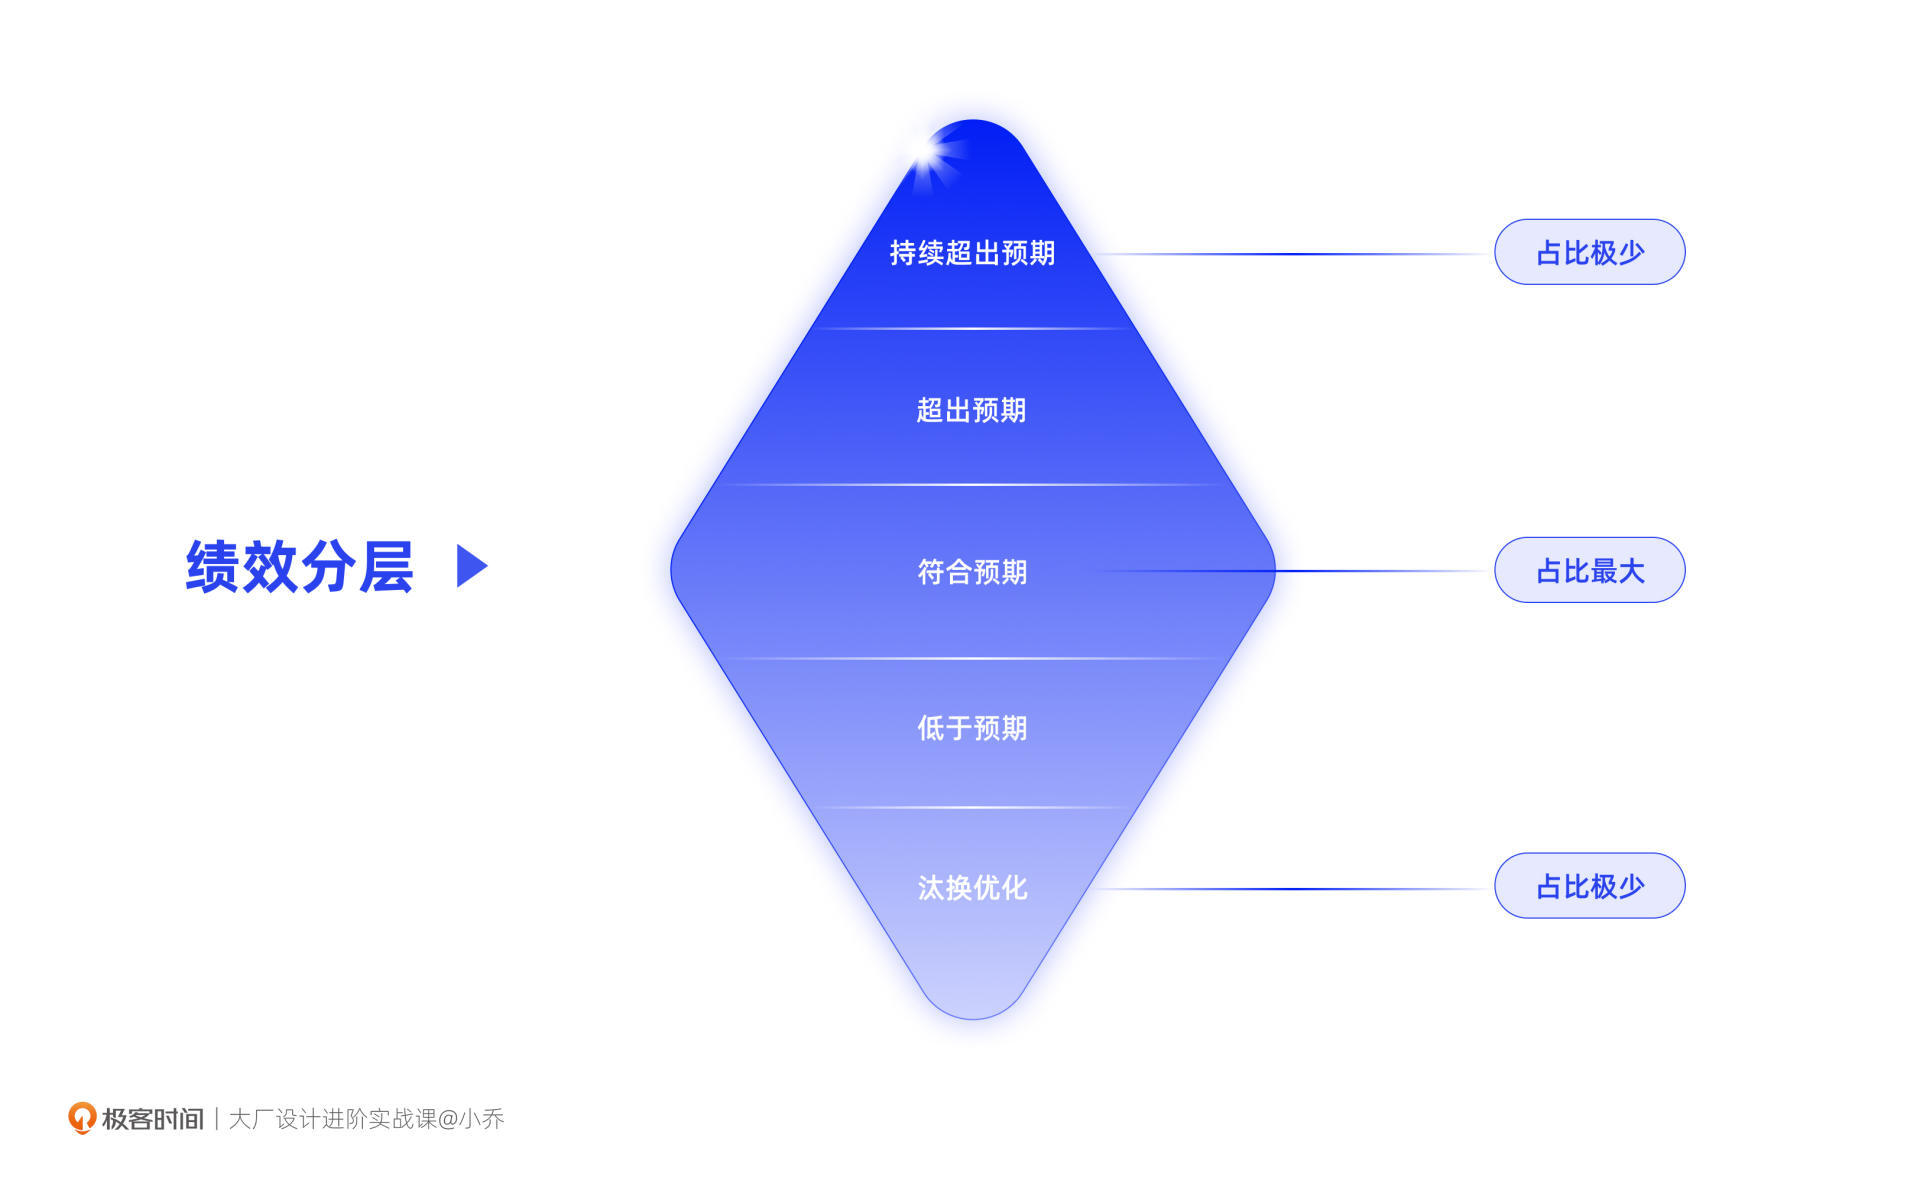 持续超出预期
占比极少
超出预期
绩效分层
符合预期
占比最大
低于预期
汰换优化
占比极少
极客时间 | 大厂设计进阶实战课@小乔